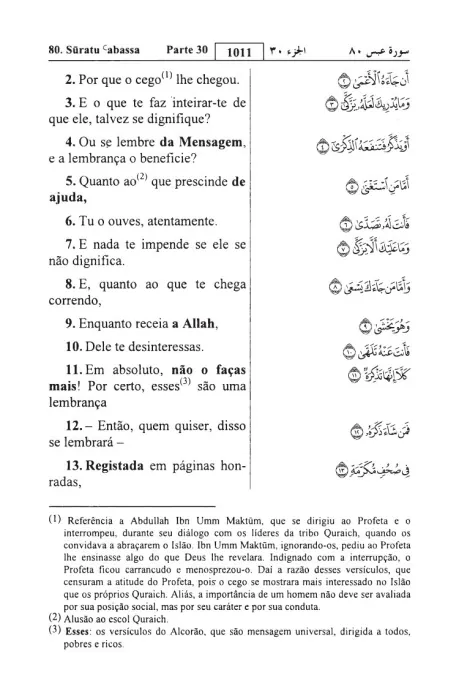 80. Sūratu ᶜabassa Parte 30 1011 الجزء ٣٠ سورة عبس ٨٠
2. Por que o cego(1) lhe chegou.
أَن جَآءَهُ ٱلْأَعْمَىٰ ٢
3. E o que te faz inteirar-te de
que ele, talvez se dignifique?
وَمَا يُدْرِيكَ لَعَلَّهُۥ يَزَّكَّىٰٓ ٣
4. Ou se lembre da Mensagem,
e a lembrança o beneficie?
أَوْ يَذَّكَّرُ فَتَنفَعَهُ ٱلذِّكْرَىٰٓ ٤
5. Quanto ao(2) que prescinde de
ajuda,
أَمَّا مَنِ ٱسْتَغْنَىٰ ٥
6. Tu o ouves, atentamente.
فَأَنتَ لَهُۥ تَصَدَّىٰ ٦
7. E nada te impende se ele se
não dignifica.
وَمَا عَلَيْكَ أَلَّا يَزَّكَّىٰ ٧
8. E, quanto ao que te chega
correndo,
وَأَمَّا مَن جَآءَكَ يَسْعَىٰ ٨
9. Enquanto receia a Allah,
وَهُوَ يَخْشَىٰ ٩
10. Dele te desinteressas.
فَأَنتَ عَنْهُ تَلَهَّىٰ ١٠
11. Em absoluto, não o faças
mais! Por certo, esses(3) são uma
lembrança
كَلَّآ إِنَّهَا تَذْكِرَةٌ ١١
12. – Então, quem quiser, disso
se lembrará –
فَمَن شَآءَ ذَكَرَهُۥ ١٢
13. Registada em páginas hon-
radas,
فِى صُحُفٍ مُّكَرَّمَةٍ ١٣
(1) Referência a Abdullah Ibn Umm Maktūm, que se dirigiu ao Profeta e o
interrompeu, durante seu diálogo com os líderes da tribo Quraich, quando os
convidava a abraçarem o Islão. Ibn Umm Maktūm, ignorando-os, pediu ao Profeta
lhe ensinasse algo do que Deus lhe revelara. Indignado com a interrupção, o
Profeta ficou carrancudo e menosprezou-o. Daí a razão desses versículos, que
censuram a atitude do Profeta, pois o cego se mostrara mais interessado no Islão
que os próprios Quraich. Aliás, a importância de um homem não deve ser avaliada
por sua posição social, mas por seu caráter e por sua conduta.
(2) Alusão ao escol Quraich.
(3) Esses: os versículos do Alcorão, que são mensagem universal, dirigida a todos,
pobres e ricos.